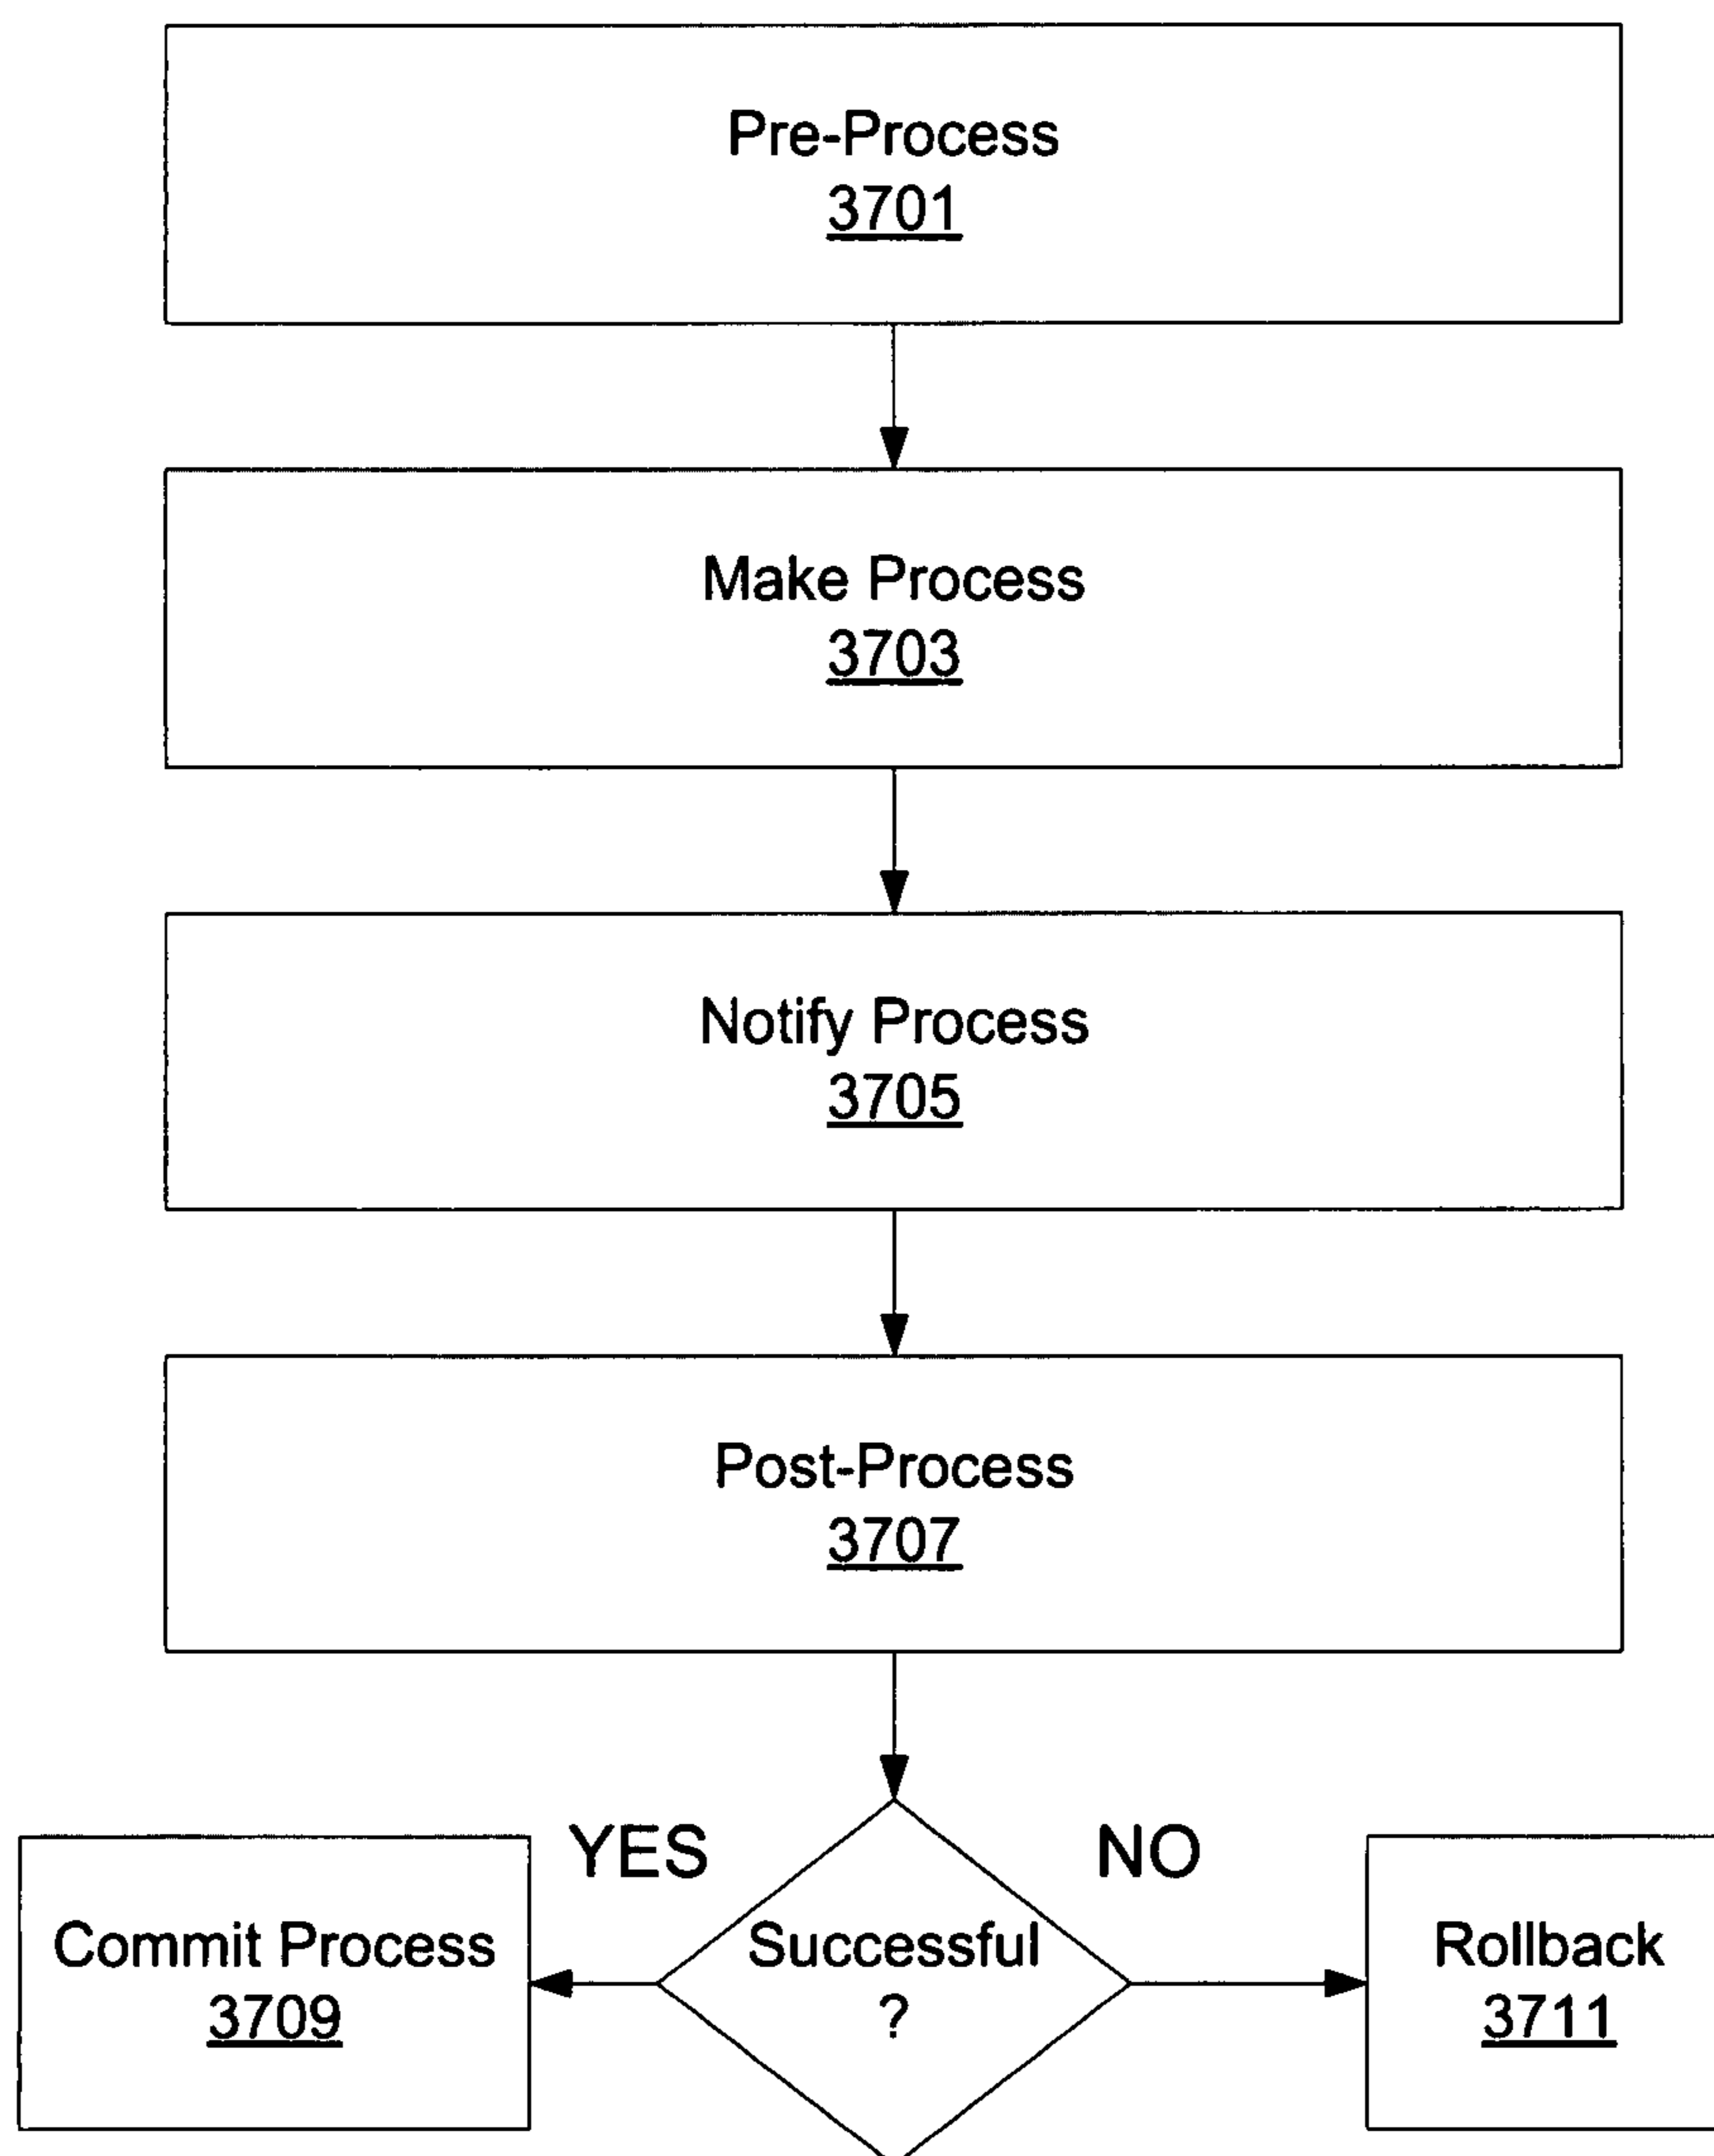 Pre-Process
3701
Make Process
3703
Notify Process
3705
Post-Process
3707
YES
NO
Commit Process
3709
Successful
?
Rollback
3711